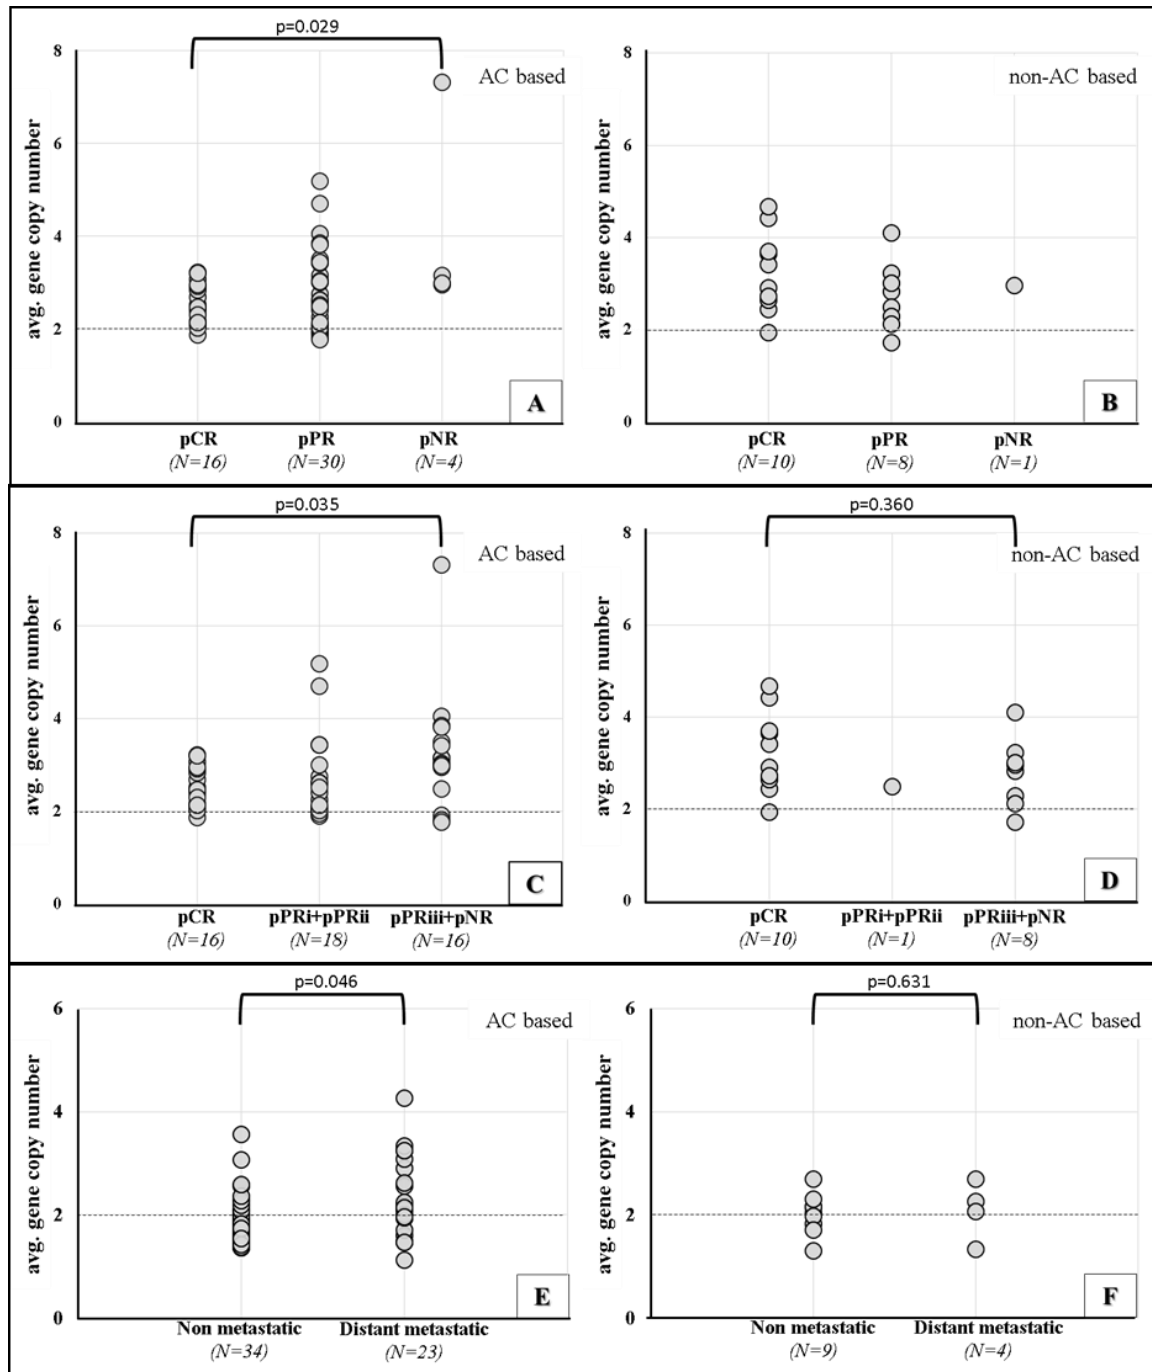 p=0.029
AC based
avg. gene copy number
8
6
4
2
0
pCR
(N=16)
pPR
(N=30)
pNR
(N=4)
A
non-AC based
avg. gene copy number
8
6
4
2
0
pCR
(N=10)
pPR
(N=8)
pNR
(N=1)
B
p=0.035
AC based
avg. gene copy number
8
6
4
2
0
pCR
(N=16)
pPRi+pPRii
(N=18)
pPRiii+pNR
(N=16)
C
p=0.360
non-AC based
avg. gene copy number
8
6
4
2
0
pCR
(N=10)
pPRi+pPRii
(N=1)
pPRiii+pNR
(N=8)
D
p=0.046
AC based
avg. gene copy number
6
4
2
0
Non metastatic
(N=34)
Distant metastatic
(N=23)
E
p=0.631
non-AC based
avg. gene copy number
6
4
2
0
Non metastatic
(N=9)
Distant metastatic
(N=4)
F